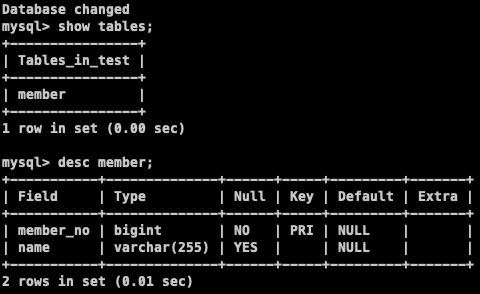 Database changed
mysql> show tables;
+----------------+
| Tables_in_test |
+----------------+
| member         |
+----------------+
1 row in set (0.00 sec)

mysql> desc member;
+-----------+--------------+------+-----+---------+-------+
| Field     | Type         | Null | Key | Default | Extra |
+-----------+--------------+------+-----+---------+-------+
| member_no | bigint       | NO   | PRI | NULL    |       |
| name      | varchar(255) | YES  |     | NULL    |       |
+-----------+--------------+------+-----+---------+-------+
2 rows in set (0.01 sec)